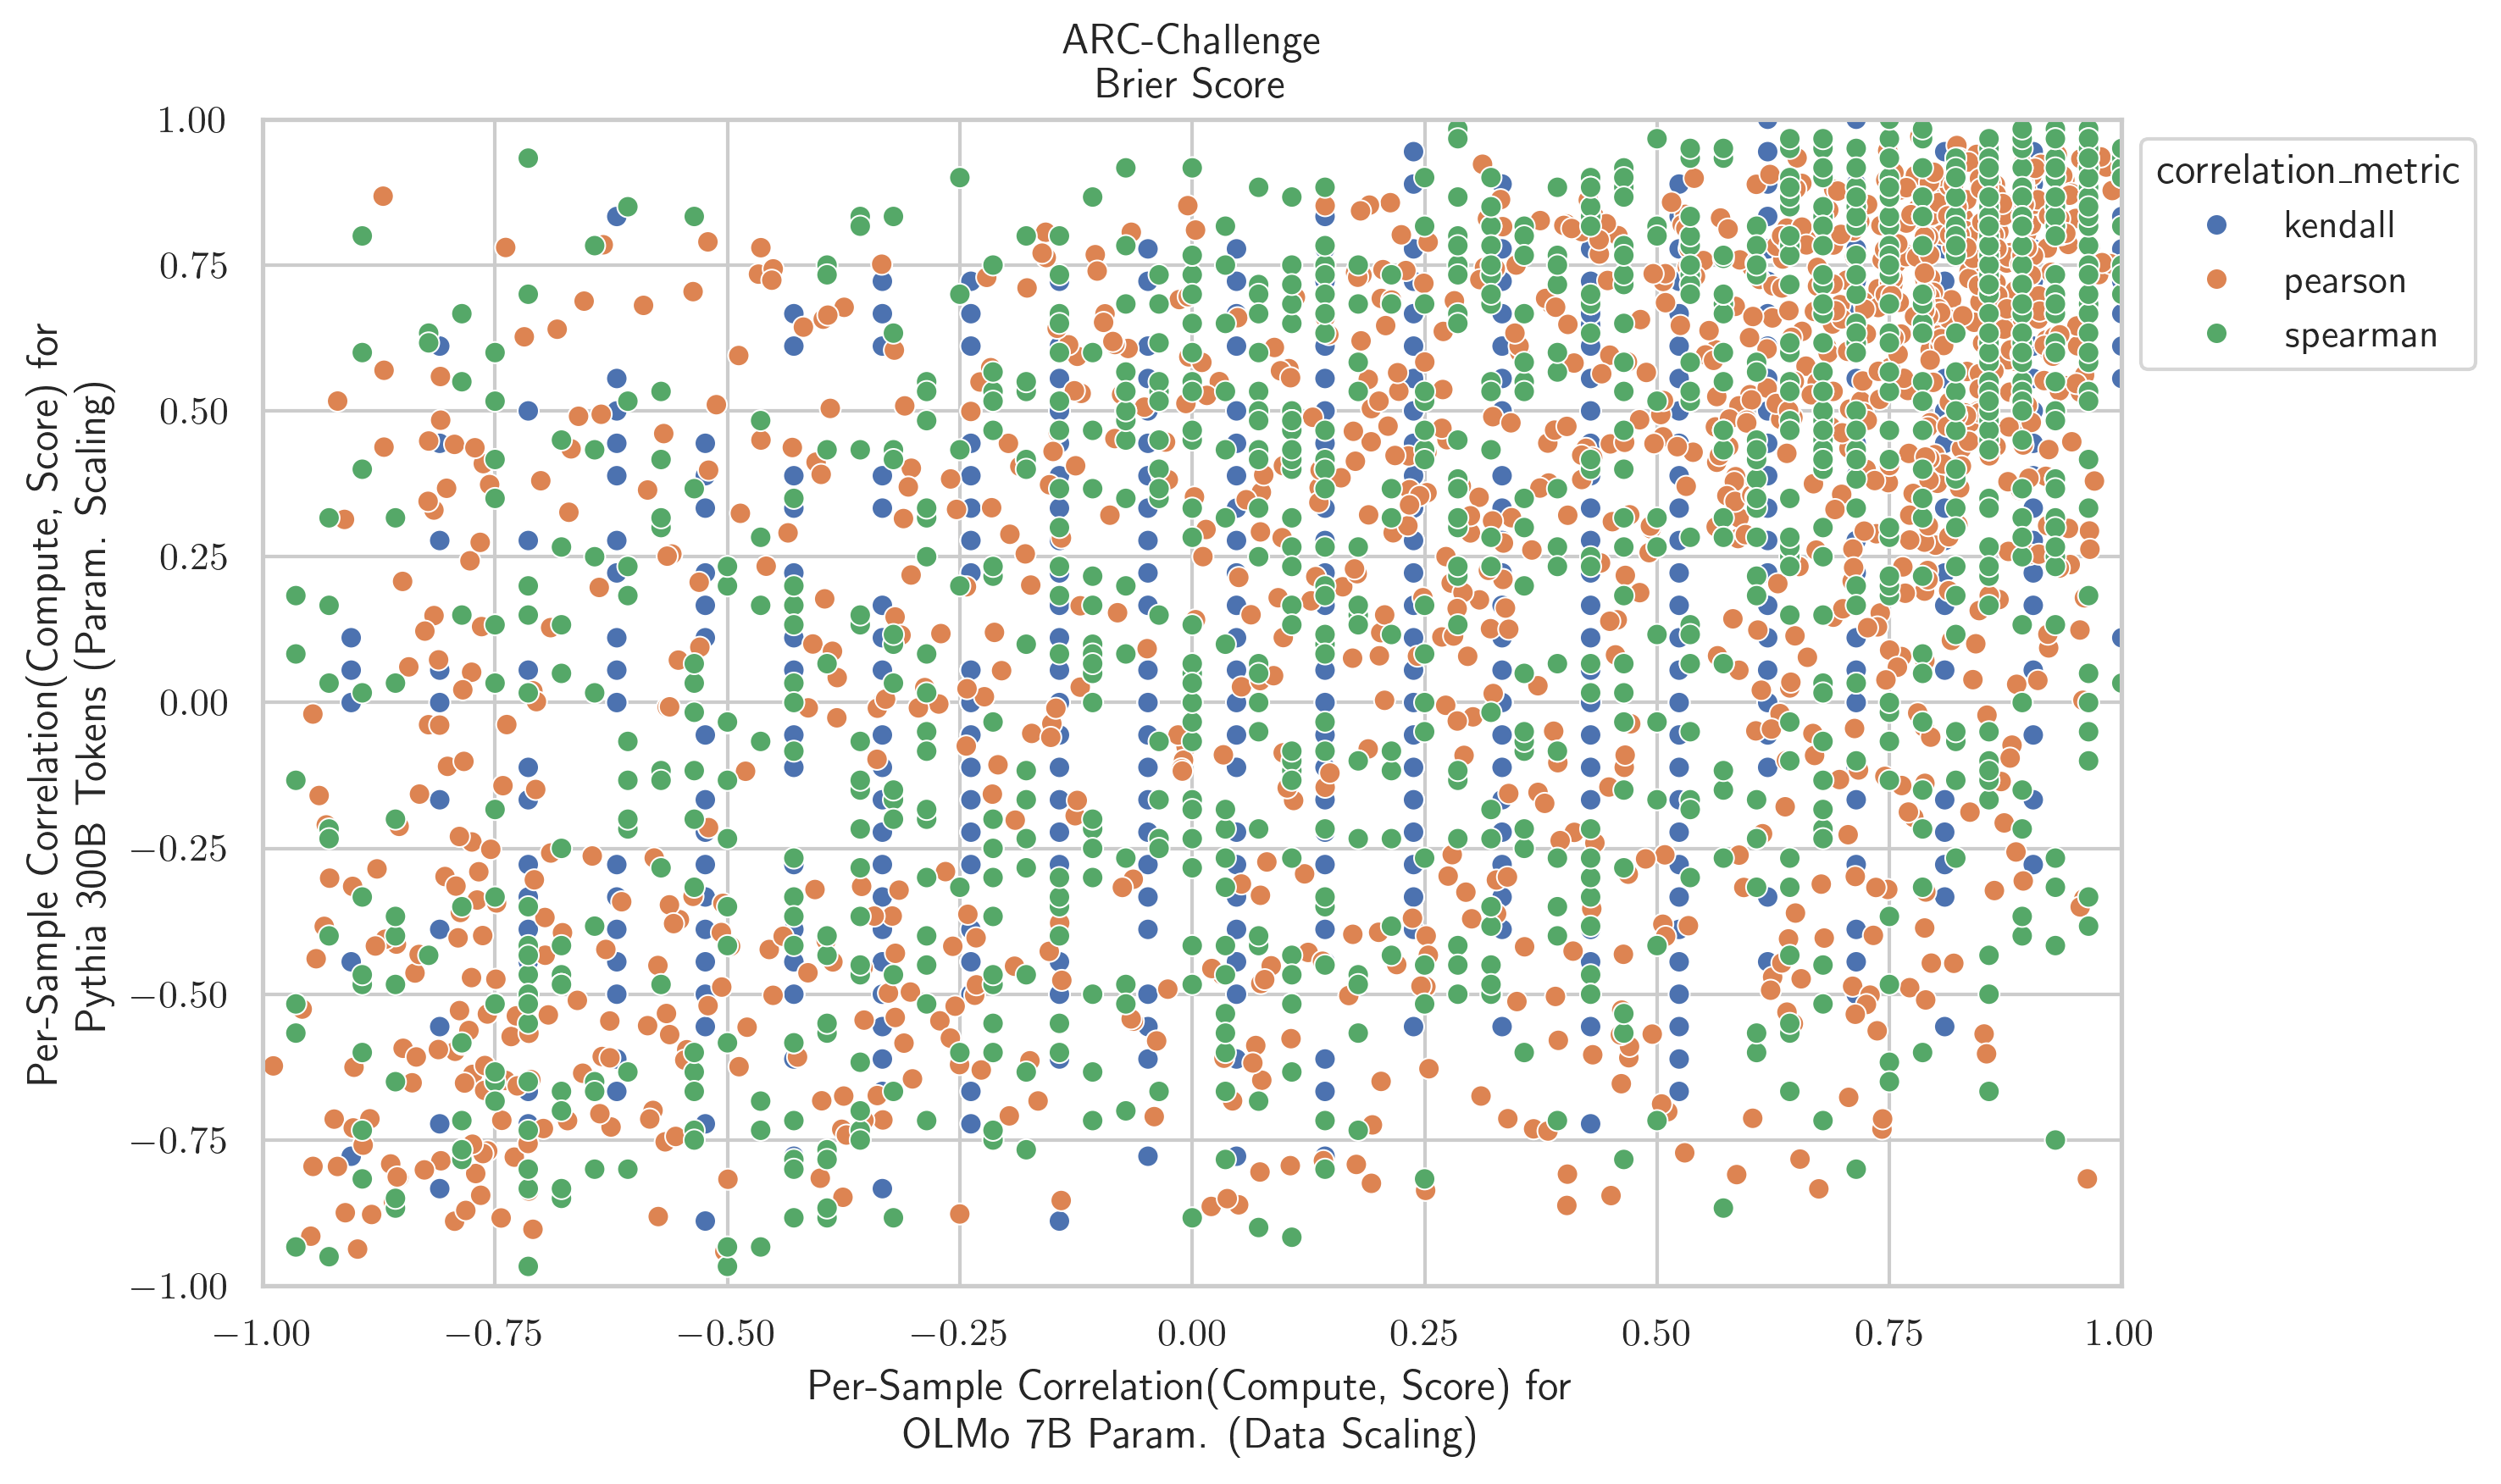 ARC-Challenge
Brier Score
Per-Sample Correlation(Compute, Score) for
Pythia 300B Tokens (Param. Scaling)
1.00
0.75
0.50
0.25
0.00
−0.25
−0.50
−0.75
−1.00
−1.00
−0.75
−0.50
−0.25
0.00
0.25
0.50
0.75
1.00
Per-Sample Correlation(Compute, Score) for
OLMo 7B Param. (Data Scaling)
correlation_metric
kendall
pearson
spearman